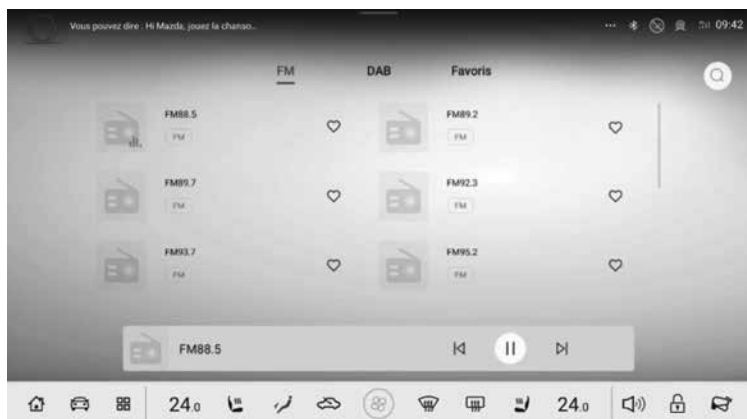 Vous pouvez dire : Hi Mazda, jouez la chanso..
09:42
FM DAB Favoris
FM88.5
FM
FM89.2
FM
FM89.7
FM
FM92.3
FM
FM93.7
FM
FM95.2
FM
FM88.5
24.0 24.0